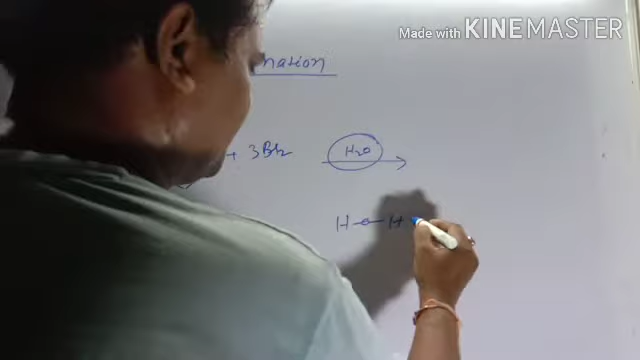 Made with KINEMASTER
nation
+ 3Br₂ H₂O
H—O—H